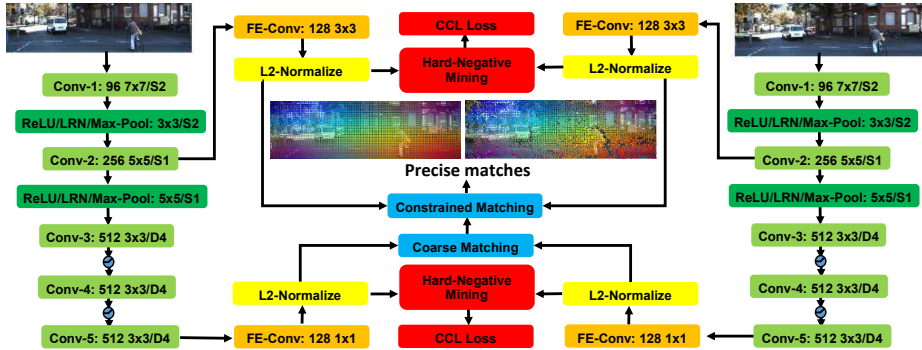 FE-Conv: 128 3x3
CCL Loss
FE-Conv: 128 3x3
L2-Normalize
Hard-Negative
Mining
L2-Normalize
Conv-1: 96 7x7/S2
Conv-1: 96 7x7/S2
ReLU/LRN/Max-Pool: 3x3/S2
ReLU/LRN/Max-Pool: 3x3/S2
Conv-2: 256 5x5/S1
Conv-2: 256 5x5/S1
Precise matches
ReLU/LRN/Max-Pool: 5x5/S1
ReLU/LRN/Max-Pool: 5x5/S1
Constrained Matching
Conv-3: 512 3x3/D4
Conv-3: 512 3x3/D4
Coarse Matching
Conv-4: 512 3x3/D4
L2-Normalize
Hard-Negative
Mining
L2-Normalize
Conv-4: 512 3x3/D4
Conv-5: 512 3x3/D4
FE-Conv: 128 1x1
CCL Loss
FE-Conv: 128 1x1
Conv-5: 512 3x3/D4